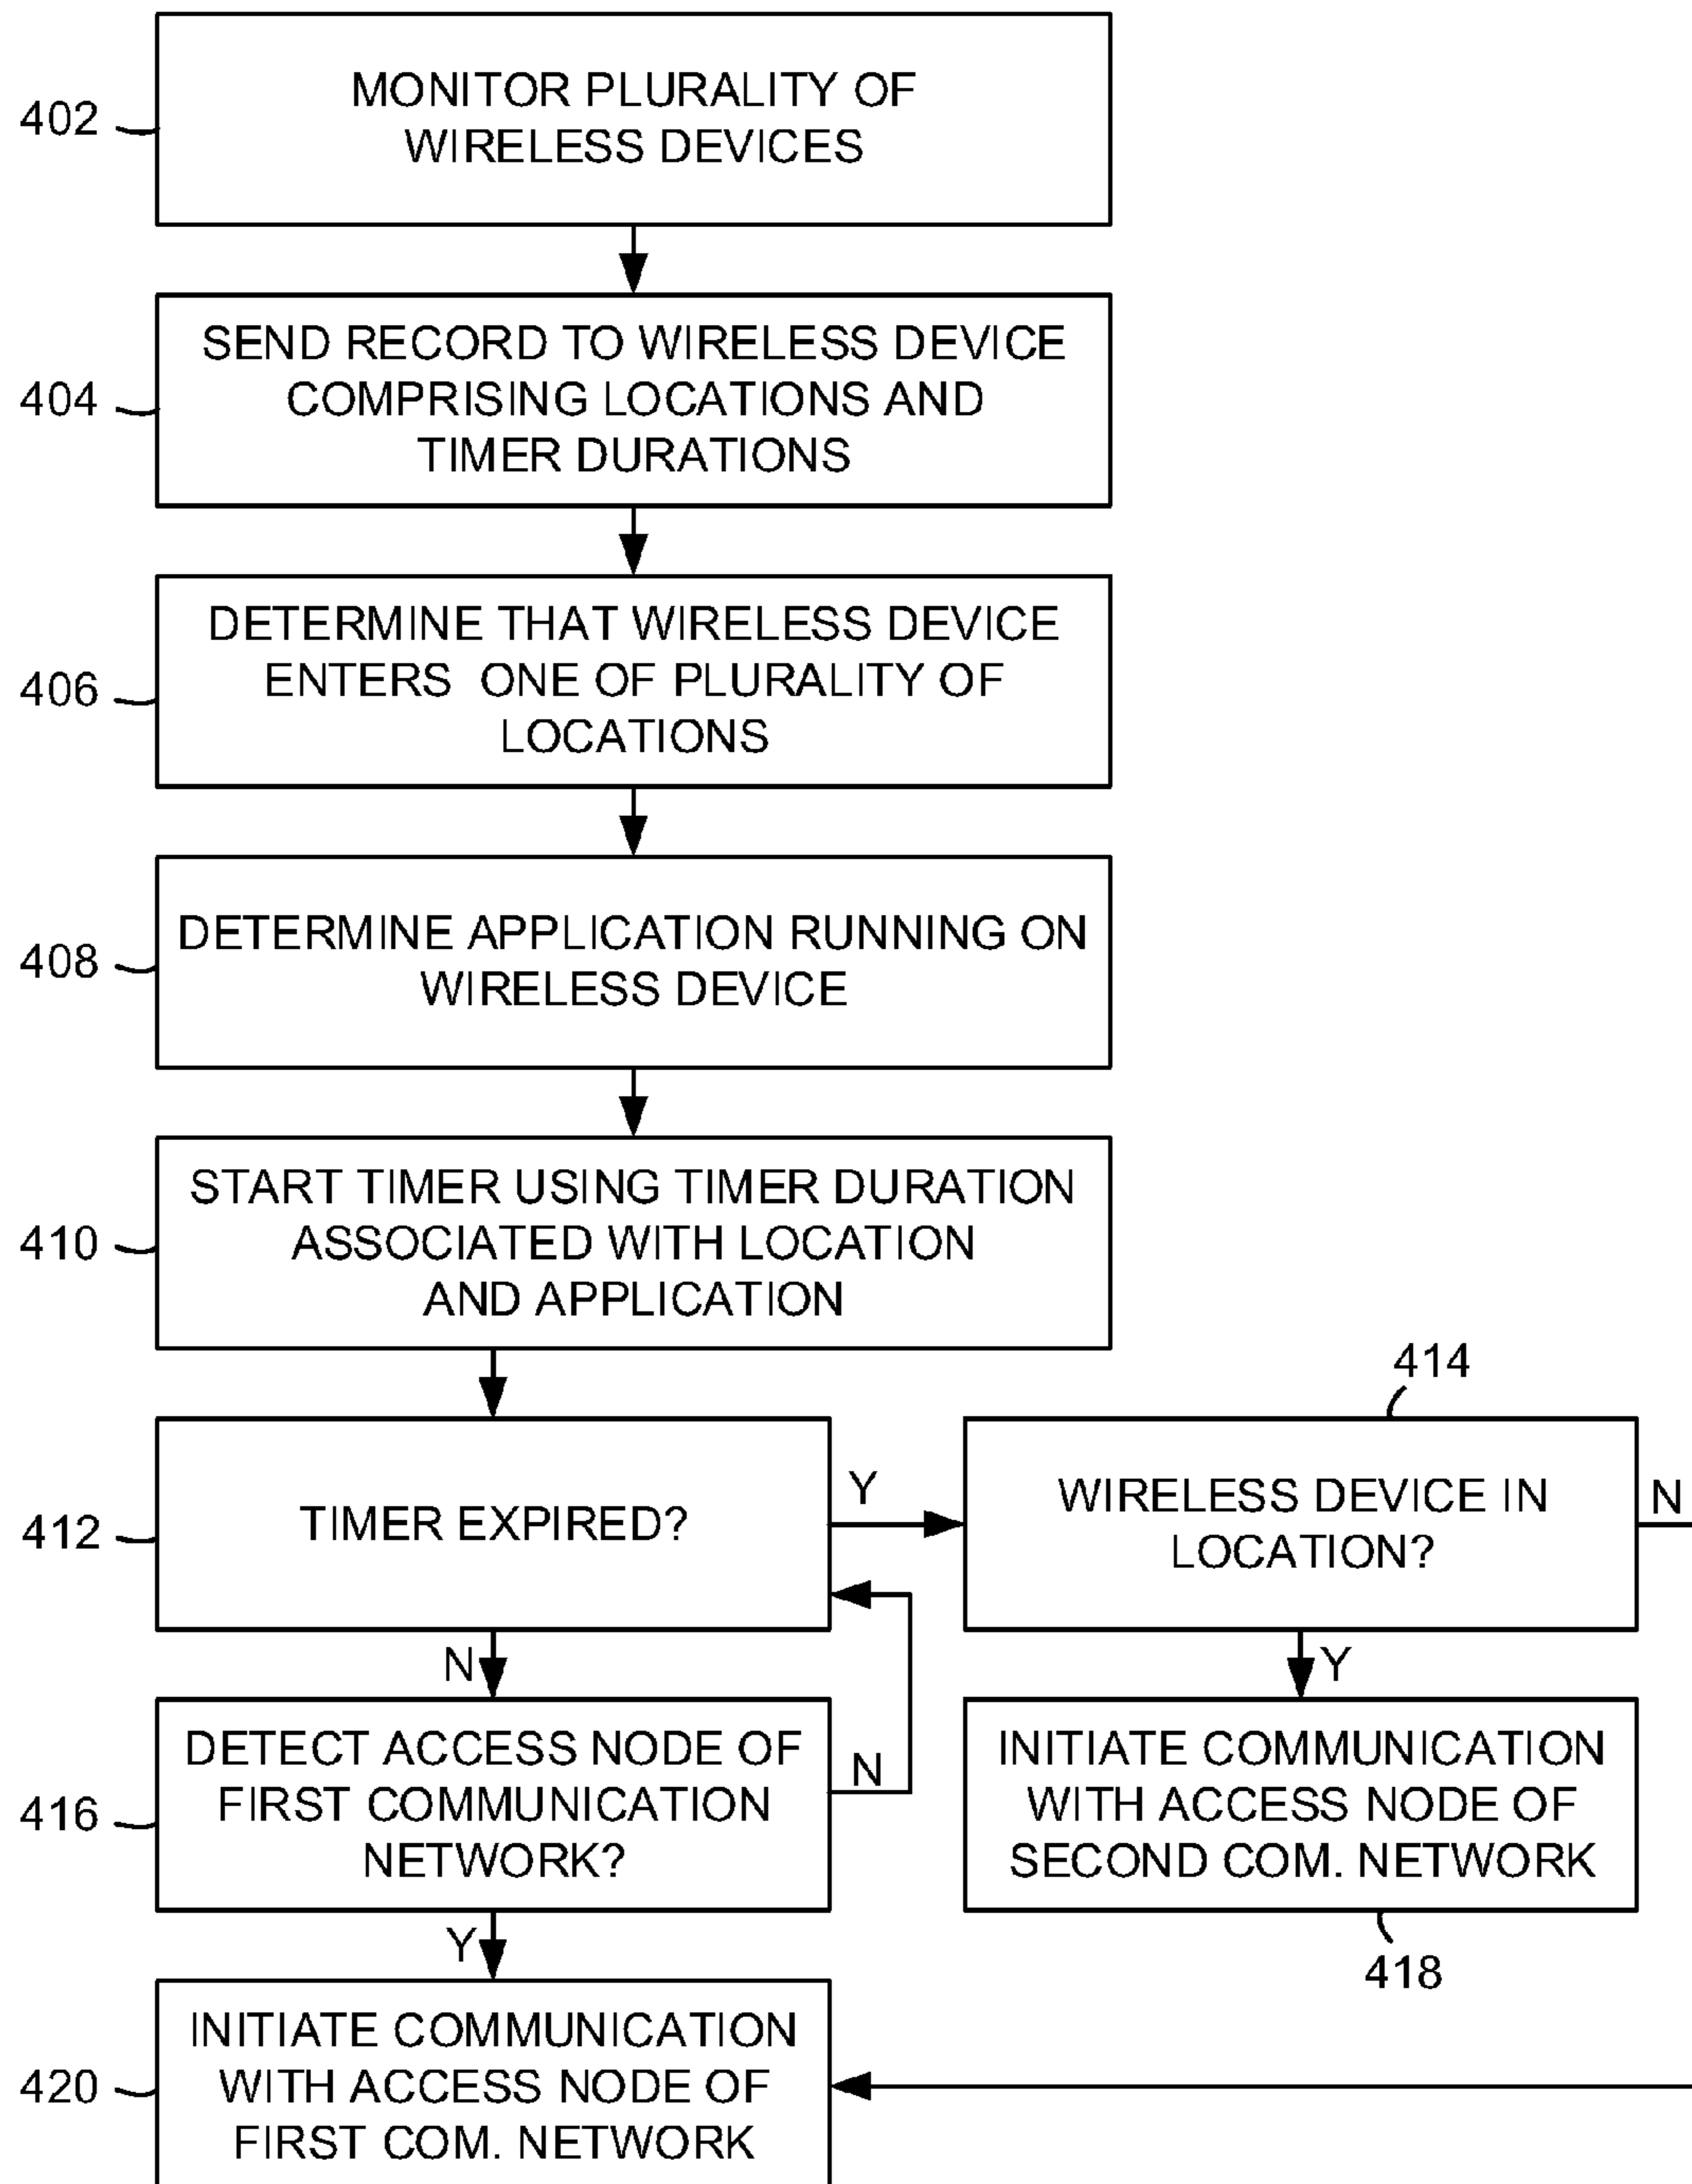 402
MONITOR PLURALITY OF
WIRELESS DEVICES
404
SEND RECORD TO WIRELESS DEVICE
COMPRISING LOCATIONS AND
TIMER DURATIONS
406
DETERMINE THAT WIRELESS DEVICE
ENTERS ONE OF PLURALITY OF
LOCATIONS
408
DETERMINE APPLICATION RUNNING ON
WIRELESS DEVICE
410
START TIMER USING TIMER DURATION
ASSOCIATED WITH LOCATION
AND APPLICATION
412
TIMER EXPIRED?
Y
N
414
WIRELESS DEVICE IN
LOCATION?
N
Y
416
DETECT ACCESS NODE OF
FIRST COMMUNICATION
NETWORK?
N
Y
INITIATE COMMUNICATION
WITH ACCESS NODE OF
SECOND COM. NETWORK
418
420
INITIATE COMMUNICATION
WITH ACCESS NODE OF
FIRST COM. NETWORK